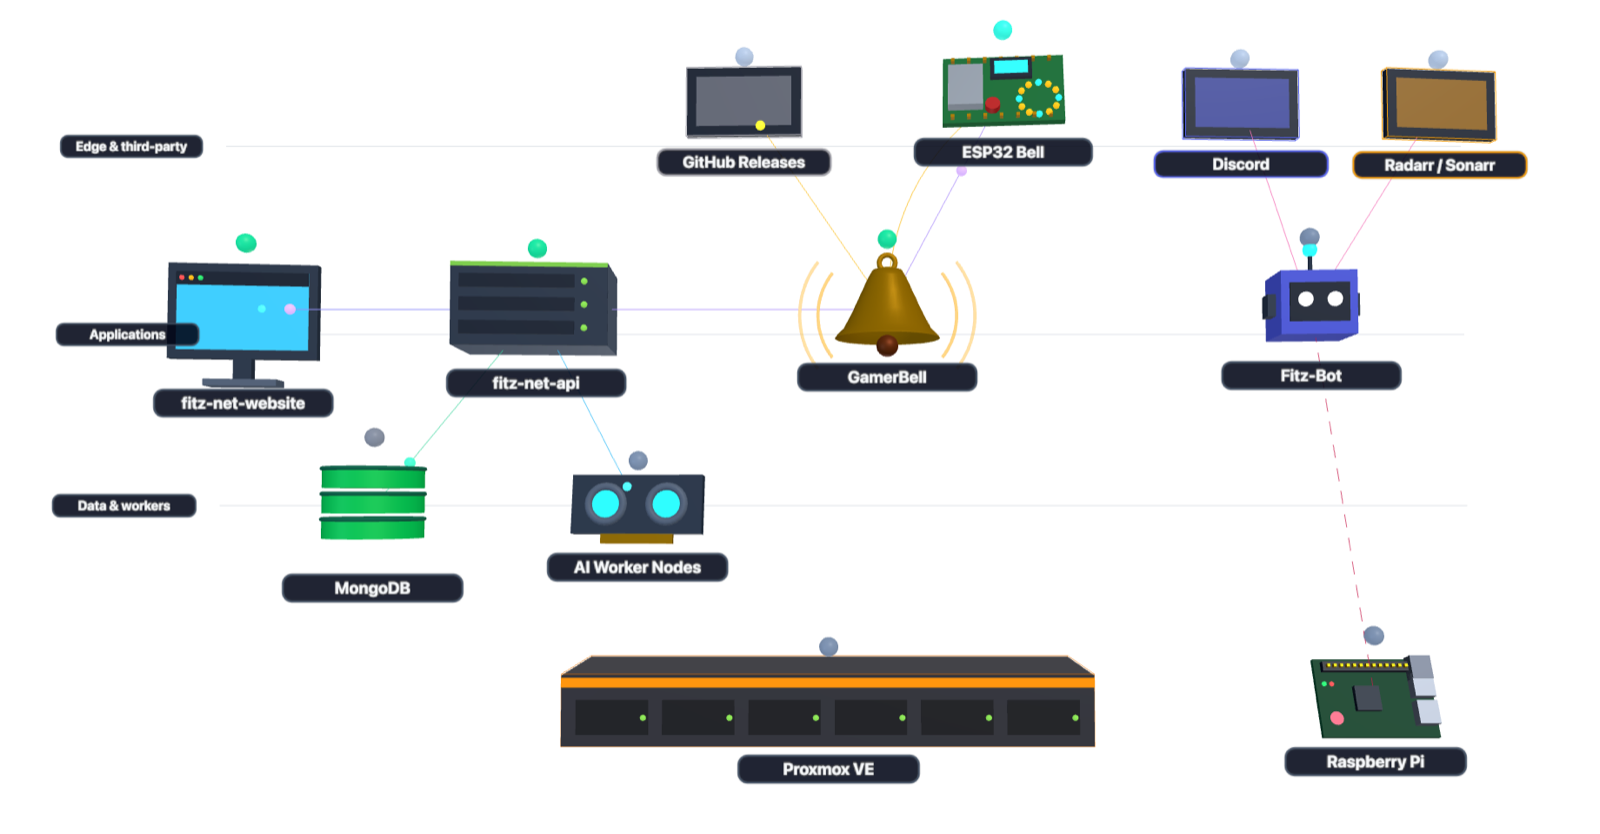 Edge & third-party
GitHub Releases
ESP32 Bell
Discord
Radarr / Sonarr
Applications
fitz-net-website
fitz-net-api
GamerBell
Fitz-Bot
Data & workers
MongoDB
AI Worker Nodes
Proxmox VE
Raspberry Pi